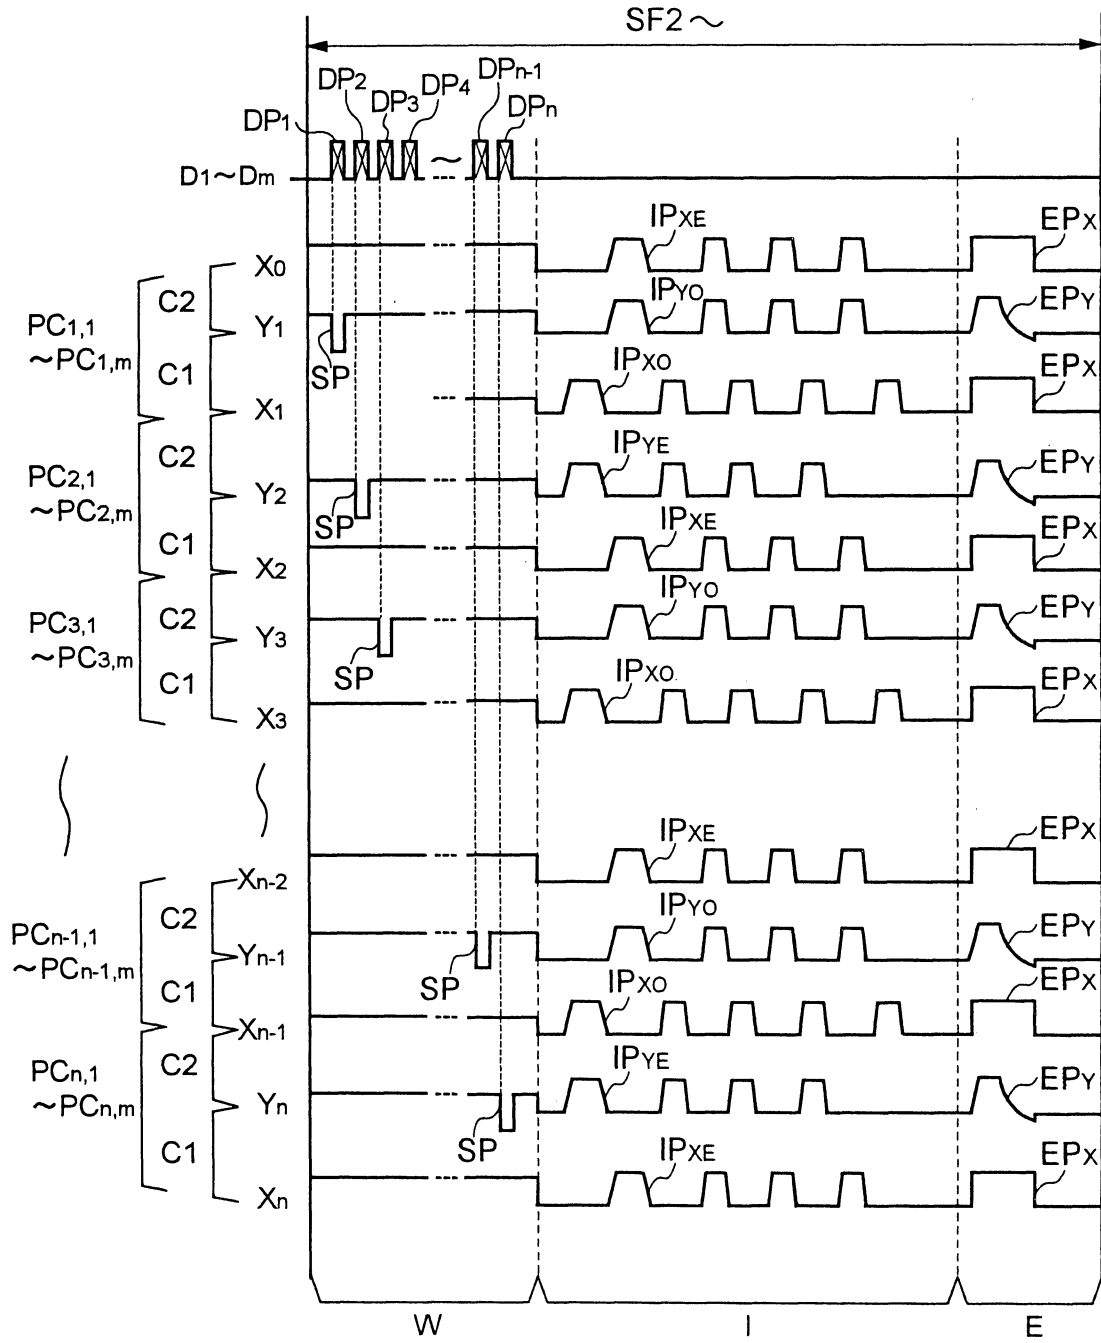 SF2〜
DP1 DP2 DP3 DP4 〜 DPn-1 DPn
D1〜Dm
X0 IPXE EPX
PC1,1 〜PC1,m
C2
Y1 SP IPYO EPY
C1
X1 IPXO EPX
PC2,1 〜PC2,m
C2
Y2 SP IPYE EPY
C1
X2 IPXE EPX
PC3,1 〜PC3,m
C2
Y3 SP IPYO EPY
C1
X3 IPXO EPX
Xn-2 IPXE EPX
PCn-1,1 〜PCn-1,m
C2
Yn-1 SP IPYO EPY
C1
Xn-1 IPXO EPX
PCn,1 〜PCn,m
C2
Yn SP IPYE EPY
C1
Xn IPXE EPX
W I E